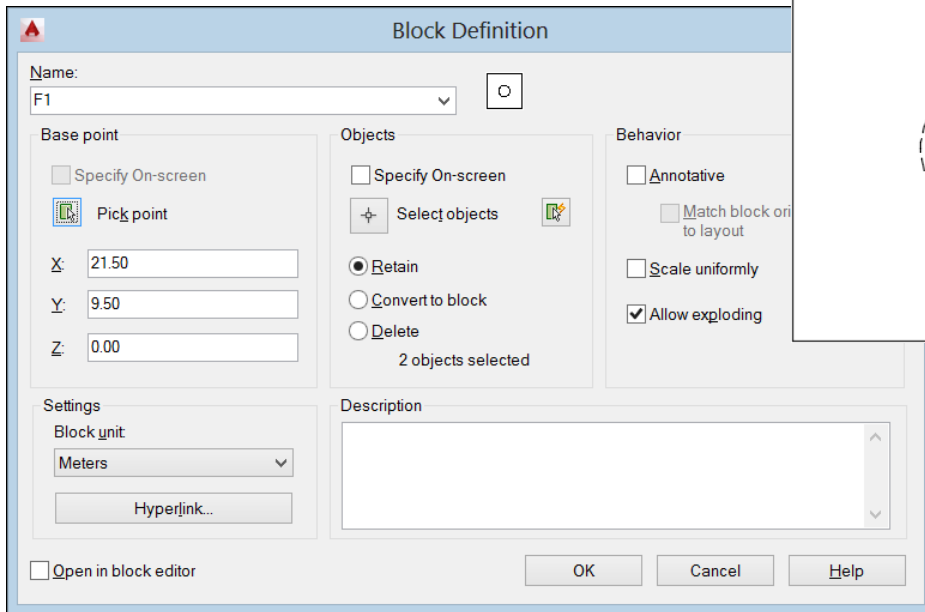 Block Definition
Name:
F1
Base point
Specify On-screen
Pick point
X: 21.50
Y: 9.50
Z: 0.00
Objects
Specify On-screen
Select objects
Retain
Convert to block
Delete
2 objects selected
Behavior
Annotative
Match block ori
to layout
Scale uniformly
Allow exploding
Settings
Block unit:
Meters
Hyperlink...
Description
Open in block editor
OK Cancel Help